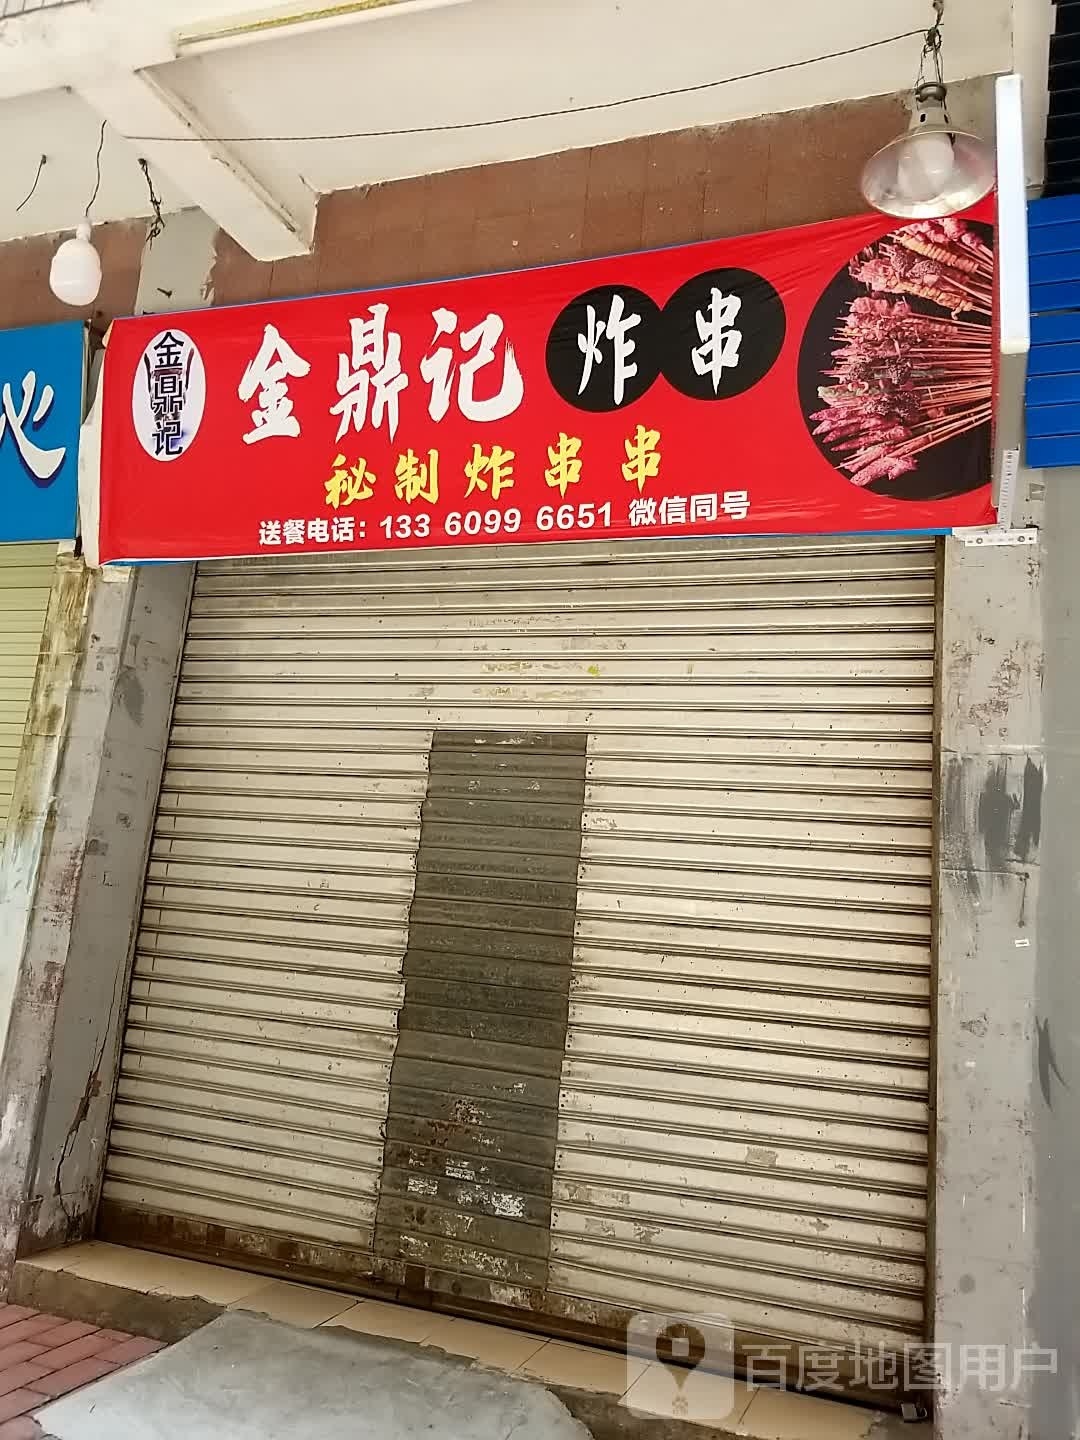 金鼎记
金鼎记炸串
秘制炸串串
送餐电话：133 6099 6651 微信同号
百度地图用户